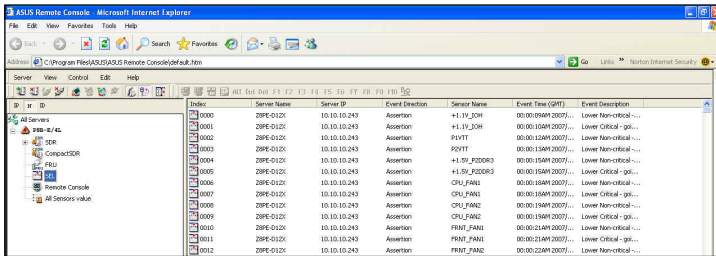 ASUS Remote Console - Microsoft Internet Explorer
File Edit View Favorites Tools Help
Back Search Favorites
Address C:\Program Files\ASUS\ASUS Remote Console\default.htm Go Links » Norton Internet Security
Server View Control Edit Help
Alt Ctrl Del F1 F2 F3 F4 F5 F6 F7 F8 F9 F10
Index Server Name Server IP Event Direction Sensor Name Event Time (GMT) Event Description
All Servers
SDR
CompactSDR
FRU
SEL
Remote Console
All Sensors value
0000 Z8PE-D12X 10.10.10.243 Assertion +1.1V_IOH 00:00:09AM 2007/... Lower Non-critical -...
0001 Z8PE-D12X 10.10.10.243 Assertion +1.1V_IOH 00:00:10AM 2007/... Lower Critical - goi...
0002 Z8PE-D12X 10.10.10.243 Assertion P1VTT 00:00:12AM 2007/... Lower Non-critical -...
0003 Z8PE-D12X 10.10.10.243 Assertion P2VTT 00:00:13AM 2007/... Lower Non-critical -...
0004 Z8PE-D12X 10.10.10.243 Assertion +1.5V_P2DDR3 00:00:15AM 2007/... Lower Non-critical -...
0005 Z8PE-D12X 10.10.10.243 Assertion +1.5V_P2DDR3 00:00:15AM 2007/... Lower Critical - goi...
0006 Z8PE-D12X 10.10.10.243 Assertion CPU_FAN1 00:00:18AM 2007/... Lower Non-critical -...
0007 Z8PE-D12X 10.10.10.243 Assertion CPU_FAN1 00:00:18AM 2007/... Lower Critical - goi...
0008 Z8PE-D12X 10.10.10.243 Assertion CPU_FAN2 00:00:19AM 2007/... Lower Non-critical -...
0009 Z8PE-D12X 10.10.10.243 Assertion CPU_FAN2 00:00:19AM 2007/... Lower Critical - goi...
0010 Z8PE-D12X 10.10.10.243 Assertion FRNT_FAN1 00:00:21AM 2007/... Lower Non-critical -...
0011 Z8PE-D12X 10.10.10.243 Assertion FRNT_FAN1 00:00:21AM 2007/... Lower Critical - goi...
0012 Z8PE-D12X 10.10.10.243 Assertion FRNT_FAN2 00:00:22AM 2007/... Lower Non-critical -...